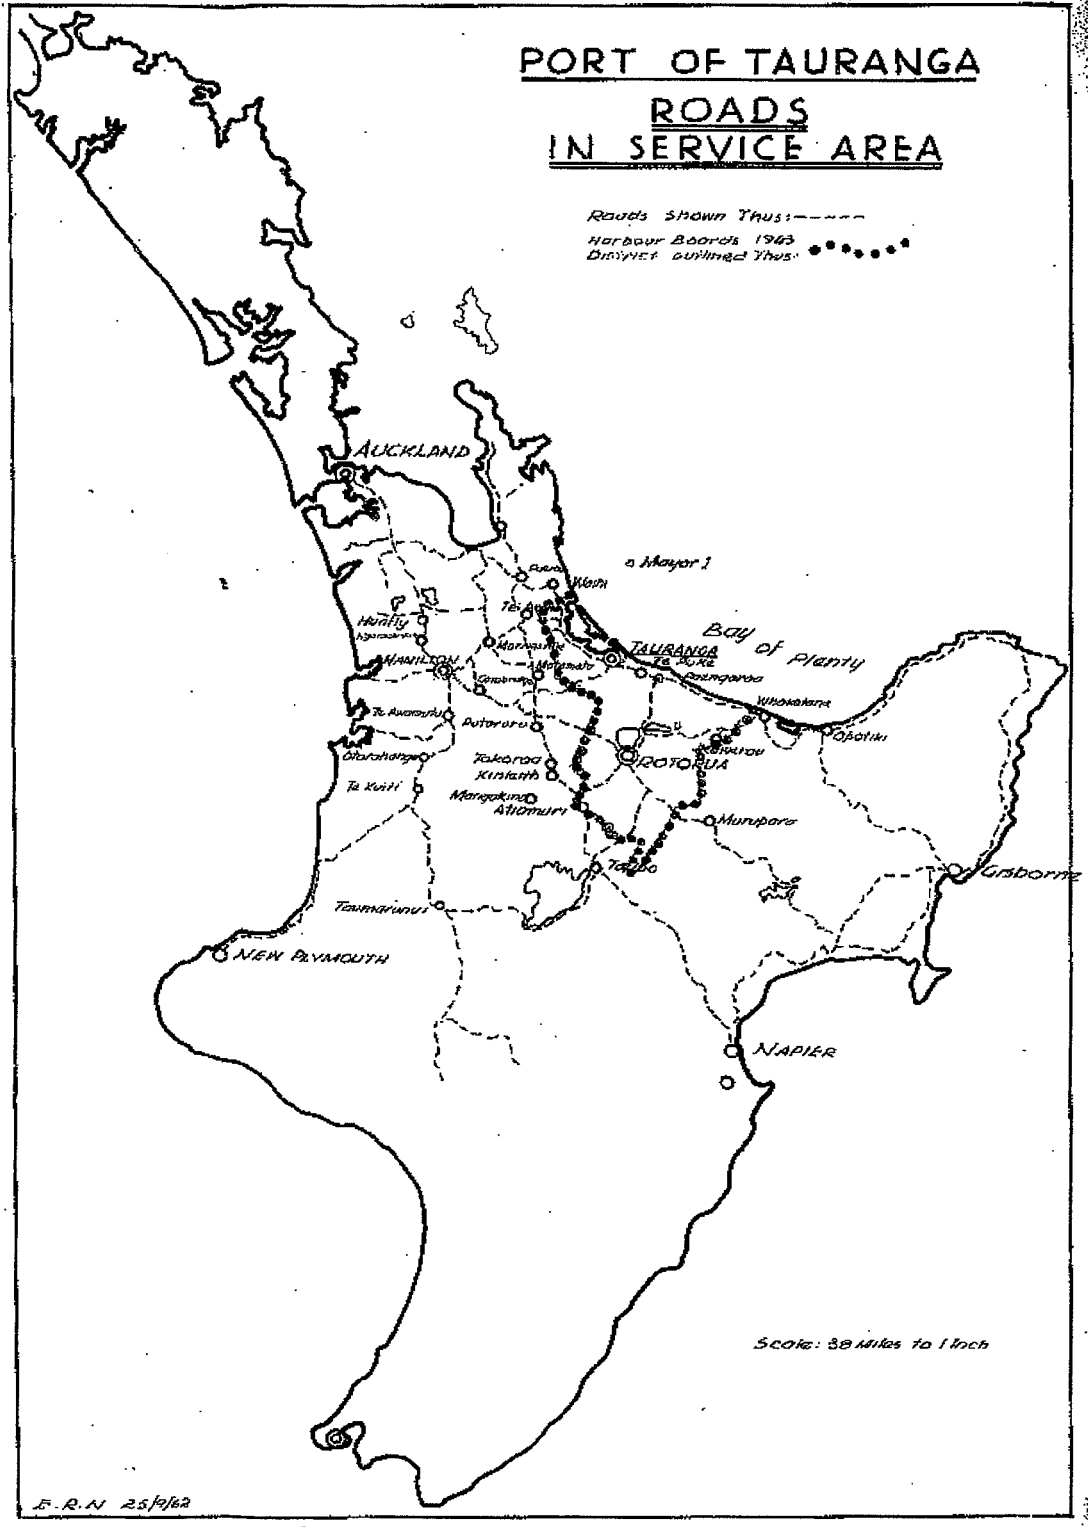 PORT OF TAURANGA
ROADS
IN SERVICE AREA
Roads Shown Thus:
Harbour Boards 1963
District outlined Thus:
AUCKLAND
Mayor I
Paeroa
Waihi
Te Aroha
Huntly
Ngaruawahia
Morrinsville
HAMILTON
Bay of Plenty
TAURANGA
Te Puke
Paengaroa
Matamata
Cambridge
Whakatane
Te Awamutu
Putaruru
Opotiki
Kawerau
Otorohanga
Tokoroa
ROTORUA
Kinleith
Te Kuiti
Mangakino
Atiamuri
Murupara
Taupo
Gisborne
Taumarunui
NEW PLYMOUTH
NAPIER
Scale: 38 Miles to 1 Inch
E.R.N 25/9/62